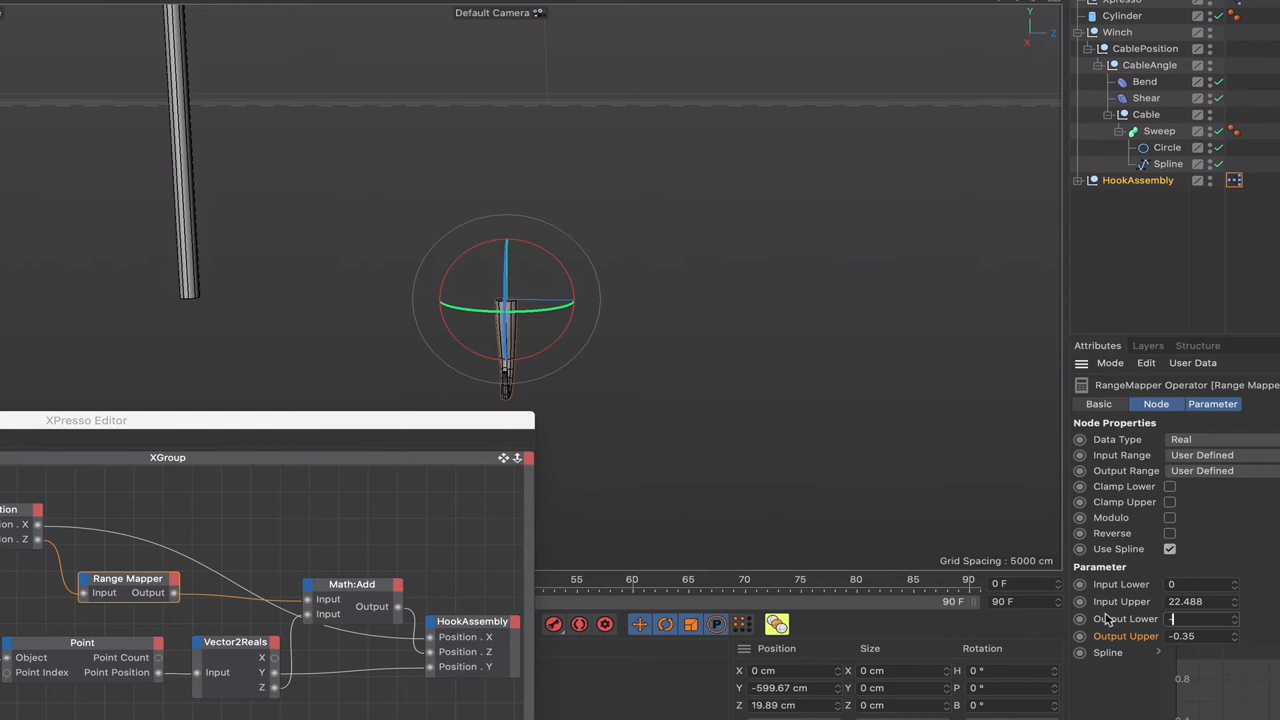 Xpresso
Default Camera
Y
Z
X
Cylinder
Winch
CablePosition
CableAngle
Bend
Shear
Cable
Sweep
Circle
Spline
HookAssembly
Attributes Layers Structure
Mode Edit User Data
RangeMapper Operator [Range Mappe
Basic Node Parameter
Node Properties
Data Type Real
Input Range User Defined
Output Range User Defined
Clamp Lower
Clamp Upper
Modulo
Reverse
Use Spline
Parameter
Input Lower 0
Input Upper 22.488
Output Lower -
Output Upper -0.35
Spline
0.8
Grid Spacing : 5000 cm
55 60 65 70 75 80 85 90 0 F
90 F 90 F
Position Size Rotation
X 0 cm X 0 cm H 0 °
Y -599.67 cm Y 0 cm P 0 °
Z 19.89 cm Z 0 cm B 0 °
XPresso Editor
XGroup
tion
on . X
on . Z
Range Mapper
Input Output
Math:Add
Input
Input
Output
HookAssembly
Position . X
Position . Z
Position . Y
Point
Object Point Count
Point Index Point Position
Vector2Reals
Input
X
Y
Z